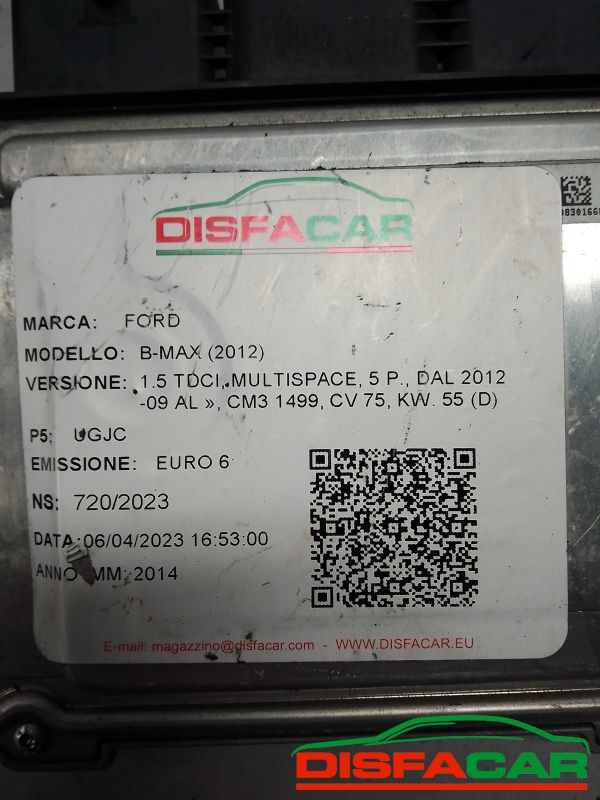 DISFACAR
MARCA: FORD
MODELLO: B-MAX (2012)
VERSIONE: 1.5 TDCI, MULTISPACE, 5 P., DAL 2012
-09 AL », CM3 1499, CV 75, KW. 55 (D)
P5: UGJC
EMISSIONE: EURO 6
NS: 720/2023
DATA: 06/04/2023 16:53:00
ANNO IMM: 2014
E-mail: magazzino@disfacar.com - WWW.DISFACAR.EU
DISFACAR